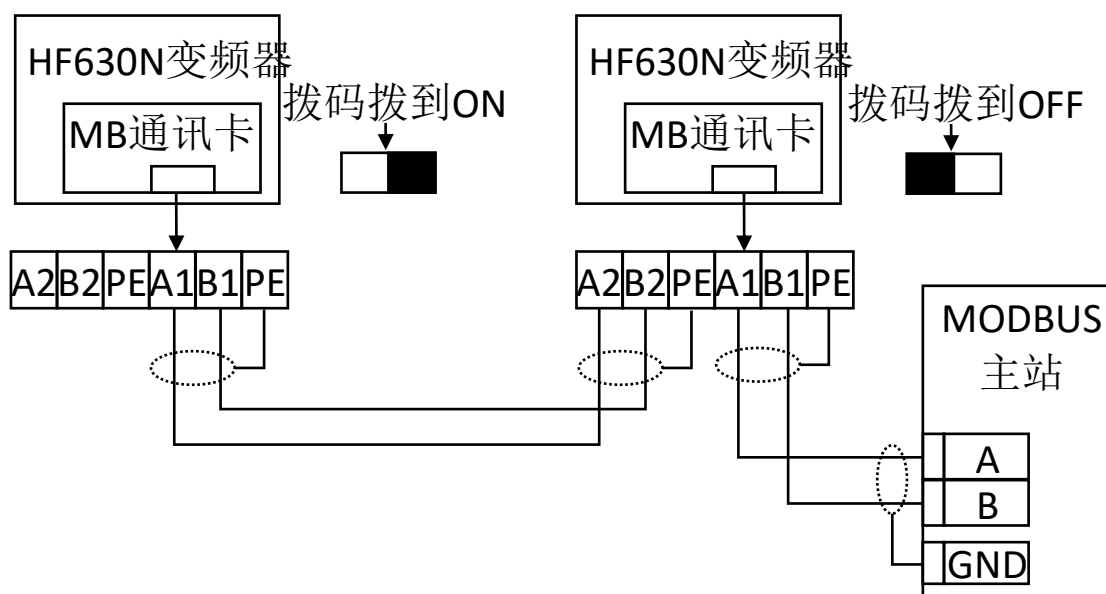 HF630N变频器
拨码拨到ON
MB通讯卡
HF630N变频器
拨码拨到OFF
MB通讯卡
A2 B2 PE A1 B1 PE
A2 B2 PE A1 B1 PE
MODBUS
主站
A
B
GND